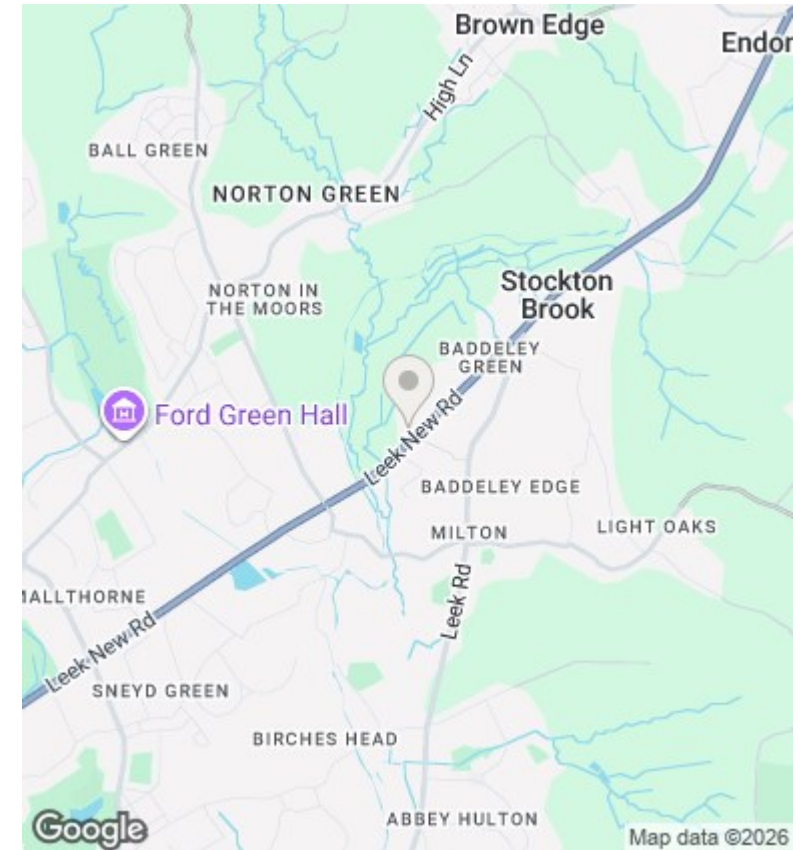 Brown Edge
Endon
High Ln
BALL GREEN
NORTON GREEN
Stockton
Brook
NORTON IN
THE MOORS
BADDELEY
GREEN
Ford Green Hall
Leek New Rd
BADDELEY EDGE
MILTON
LIGHT OAKS
MALLTHORNE
Leek Rd
Leek New Rd
SNEYD GREEN
BIRCHES HEAD
ABBEY HULTON
Google
Map data ©2026